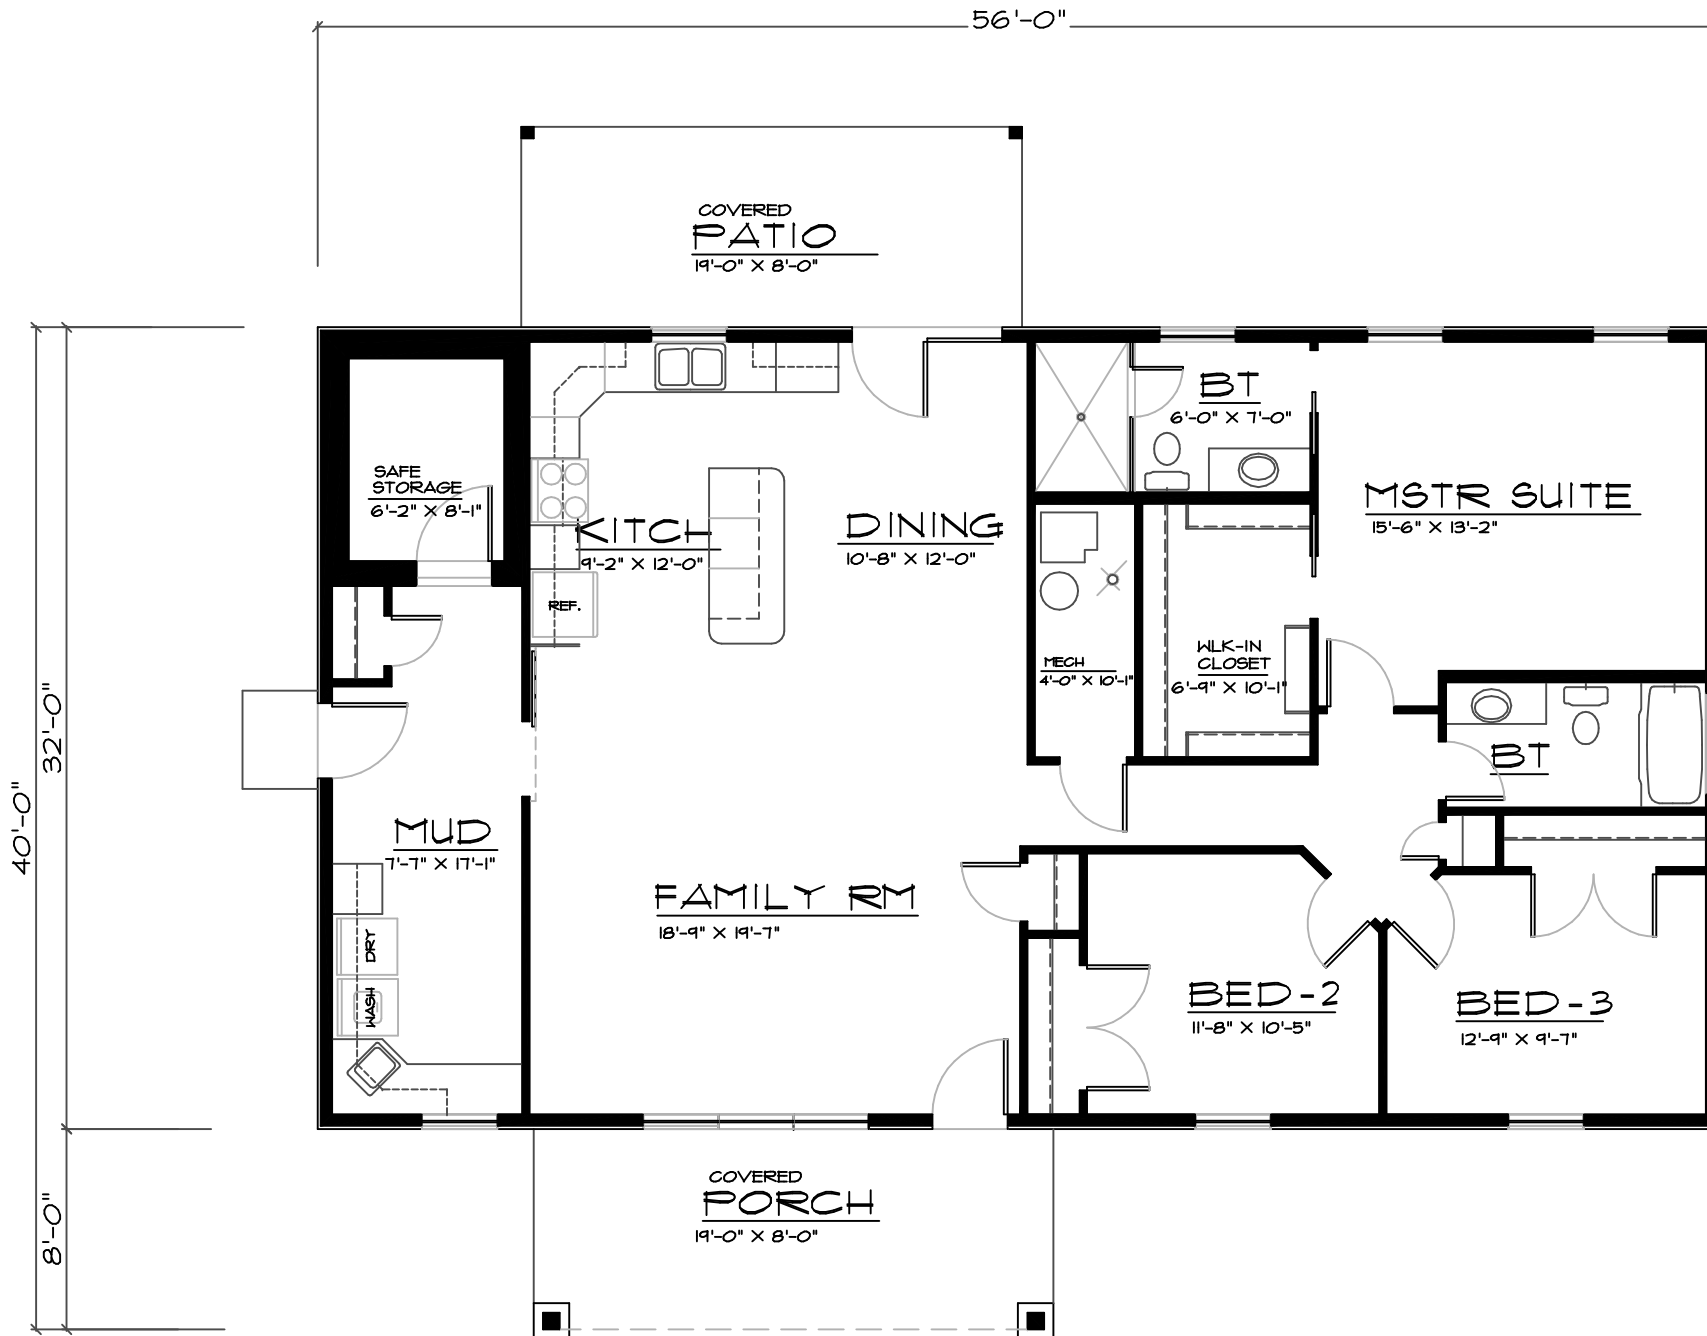 56'-0"
COVERED
PATIO
19'-0" X 8'-0"
BT
6'-0" X 7'-0"
SAFE
STORAGE
6'-2" X 8'-1"
KITCH
9'-2" X 12'-0"
DINING
10'-8" X 12'-0"
MSTR SUITE
15'-6" X 13'-2"
REF.
MECH
4'-0" X 10'-1"
WLK-IN
CLOSET
6'-9" X 10'-1"
32'-0"
40'-0"
BT
MUD
7'-7" X 17'-1"
FAMILY RM
18'-9" X 19'-7"
DRY
WASH
BED-2
11'-8" X 10'-5"
BED-3
12'-9" X 9'-7"
COVERED
PORCH
19'-0" X 8'-0"
8'-0"